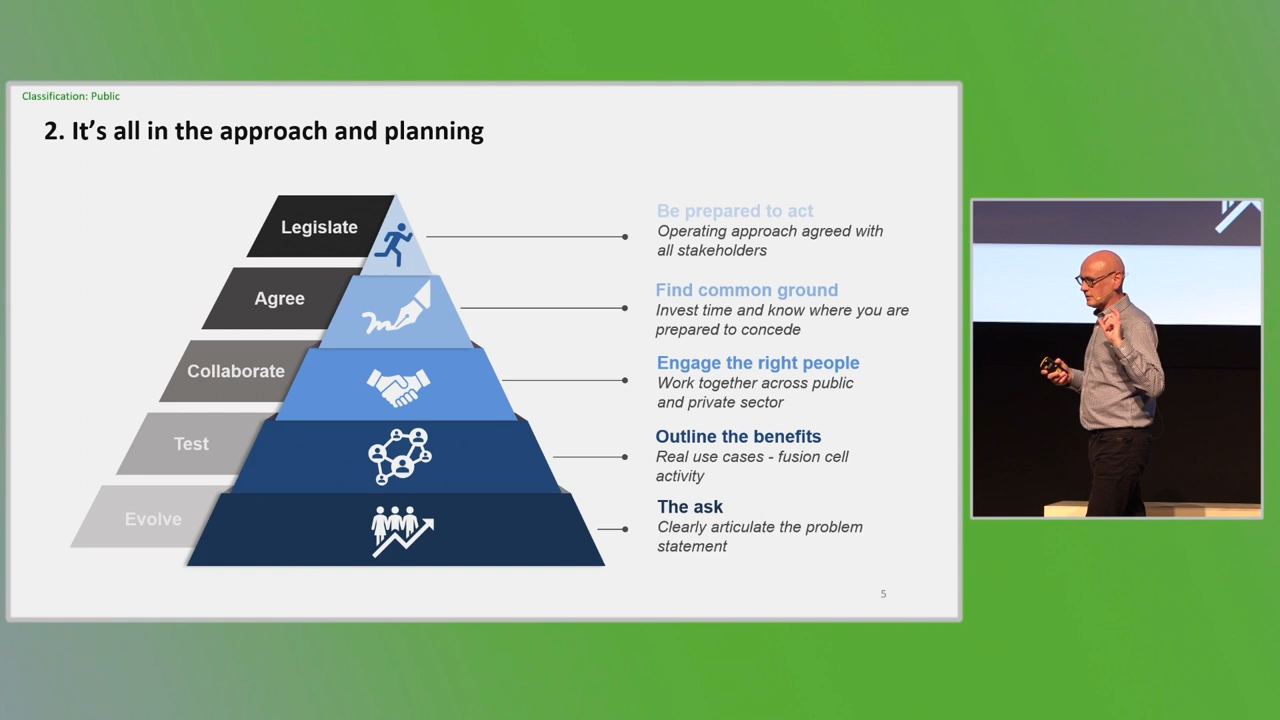 Classification: Public
2. It’s all in the approach and planning
Legislate
Agree
Collaborate
Test
Evolve
Be prepared to act
Operating approach agreed with
all stakeholders
Find common ground
Invest time and know where you are
prepared to concede
Engage the right people
Work together across public
and private sector
Outline the benefits
Real use cases - fusion cell
activity
The ask
Clearly articulate the problem
statement
5